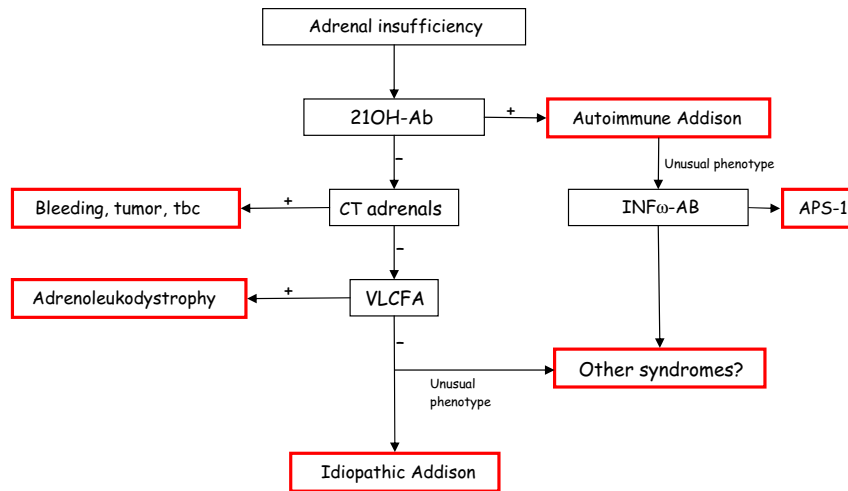 Adrenal insufficiency
21OH-Ab
+
Autoimmune Addison
–
Unusual phenotype
Bleeding, tumor, tbc
+
CT adrenals
INFω-AB
APS-1
–
Adrenoleukodystrophy
+
VLCFA
–
Other syndromes?
Unusual
phenotype
Idiopathic Addison